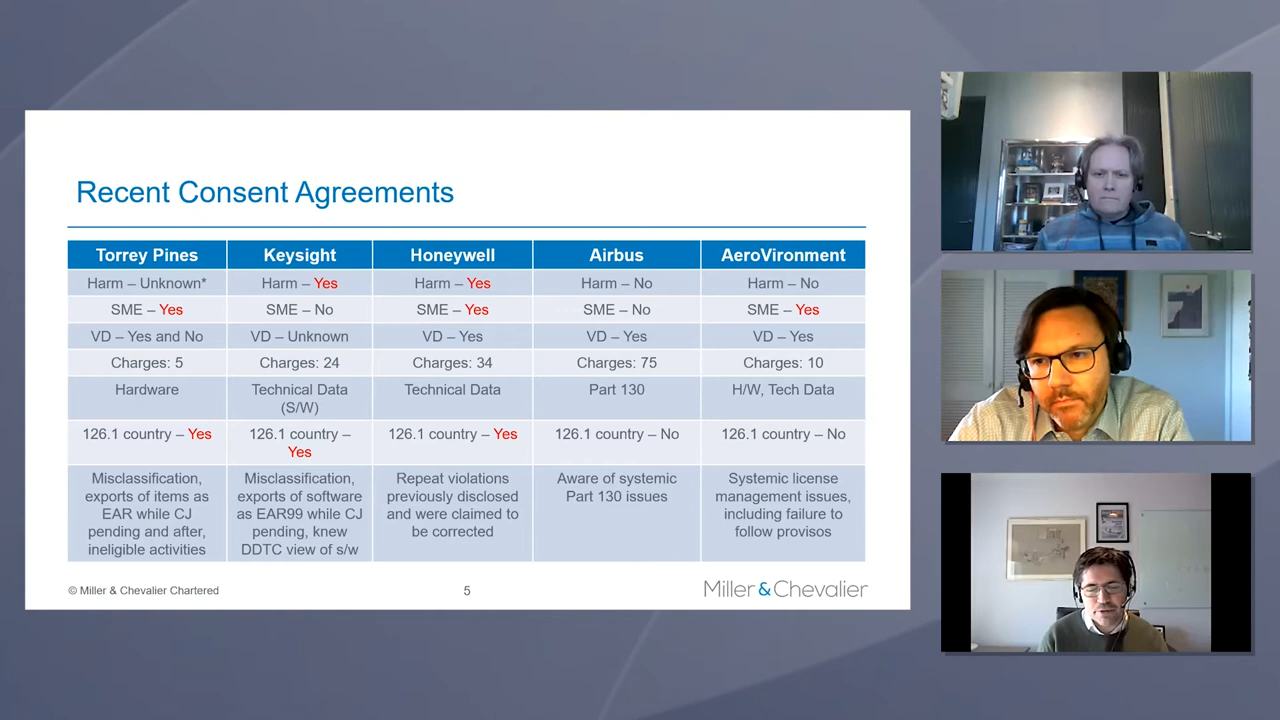 Recent Consent Agreements
Torrey Pines Keysight Honeywell Airbus AeroVironment
Harm – Unknown* Harm – Yes Harm – Yes Harm – No Harm – No
SME – Yes SME – No SME – Yes SME – No SME – Yes
VD – Yes and No VD – Unknown VD – Yes VD – Yes VD – Yes
Charges: 5 Charges: 24 Charges: 34 Charges: 75 Charges: 10
Hardware Technical Data Technical Data Part 130 H/W, Tech Data
(S/W)
126.1 country – Yes 126.1 country – 126.1 country – Yes 126.1 country – No 126.1 country – No
Yes
Misclassification, Misclassification, Repeat violations Aware of systemic Systemic license
exports of items as exports of software previously disclosed Part 130 issues management issues,
EAR while CJ as EAR99 while CJ and were claimed to including failure to
pending and after, pending, knew be corrected follow provisos
ineligible activities DDTC view of s/w
© Miller & Chevalier Chartered 5 Miller & Chevalier